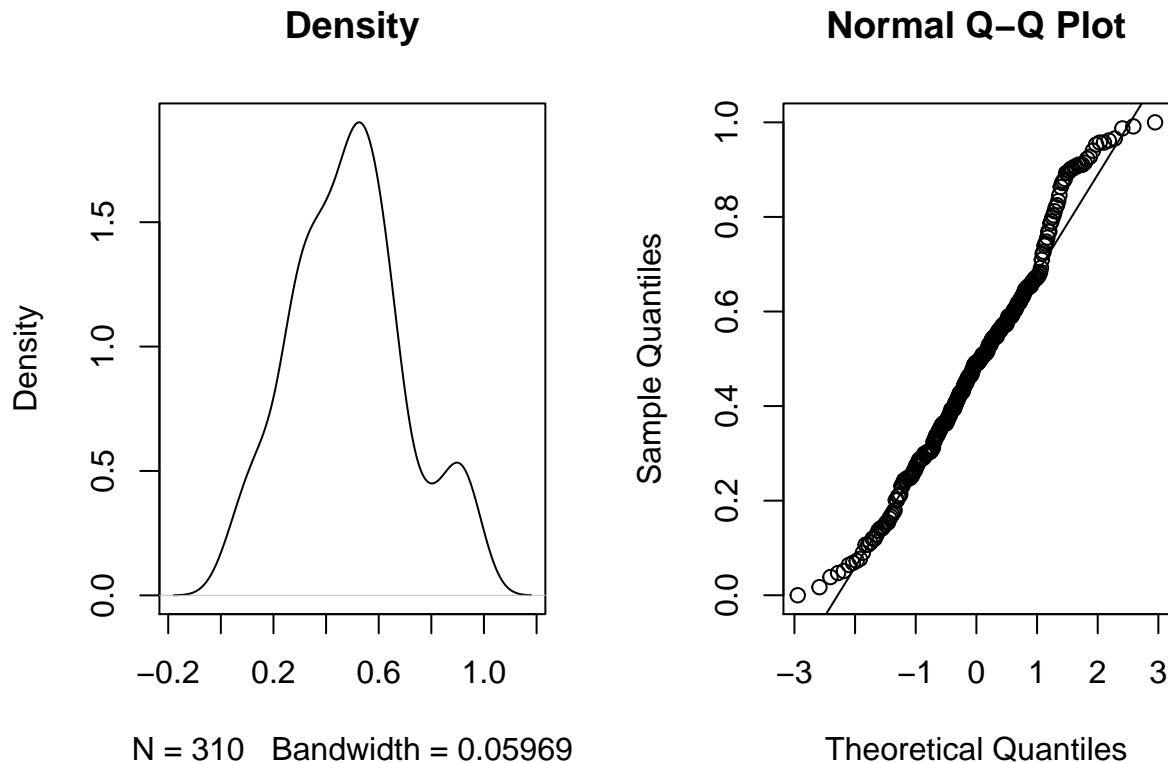 Density
Density
0.0 0.5 1.0 1.5
−0.2 0.2 0.6 1.0
N = 310 Bandwidth = 0.05969
Normal Q−Q Plot
Sample Quantiles
0.0 0.2 0.4 0.6 0.8 1.0
−3 −1 0 1 2 3
Theoretical Quantiles